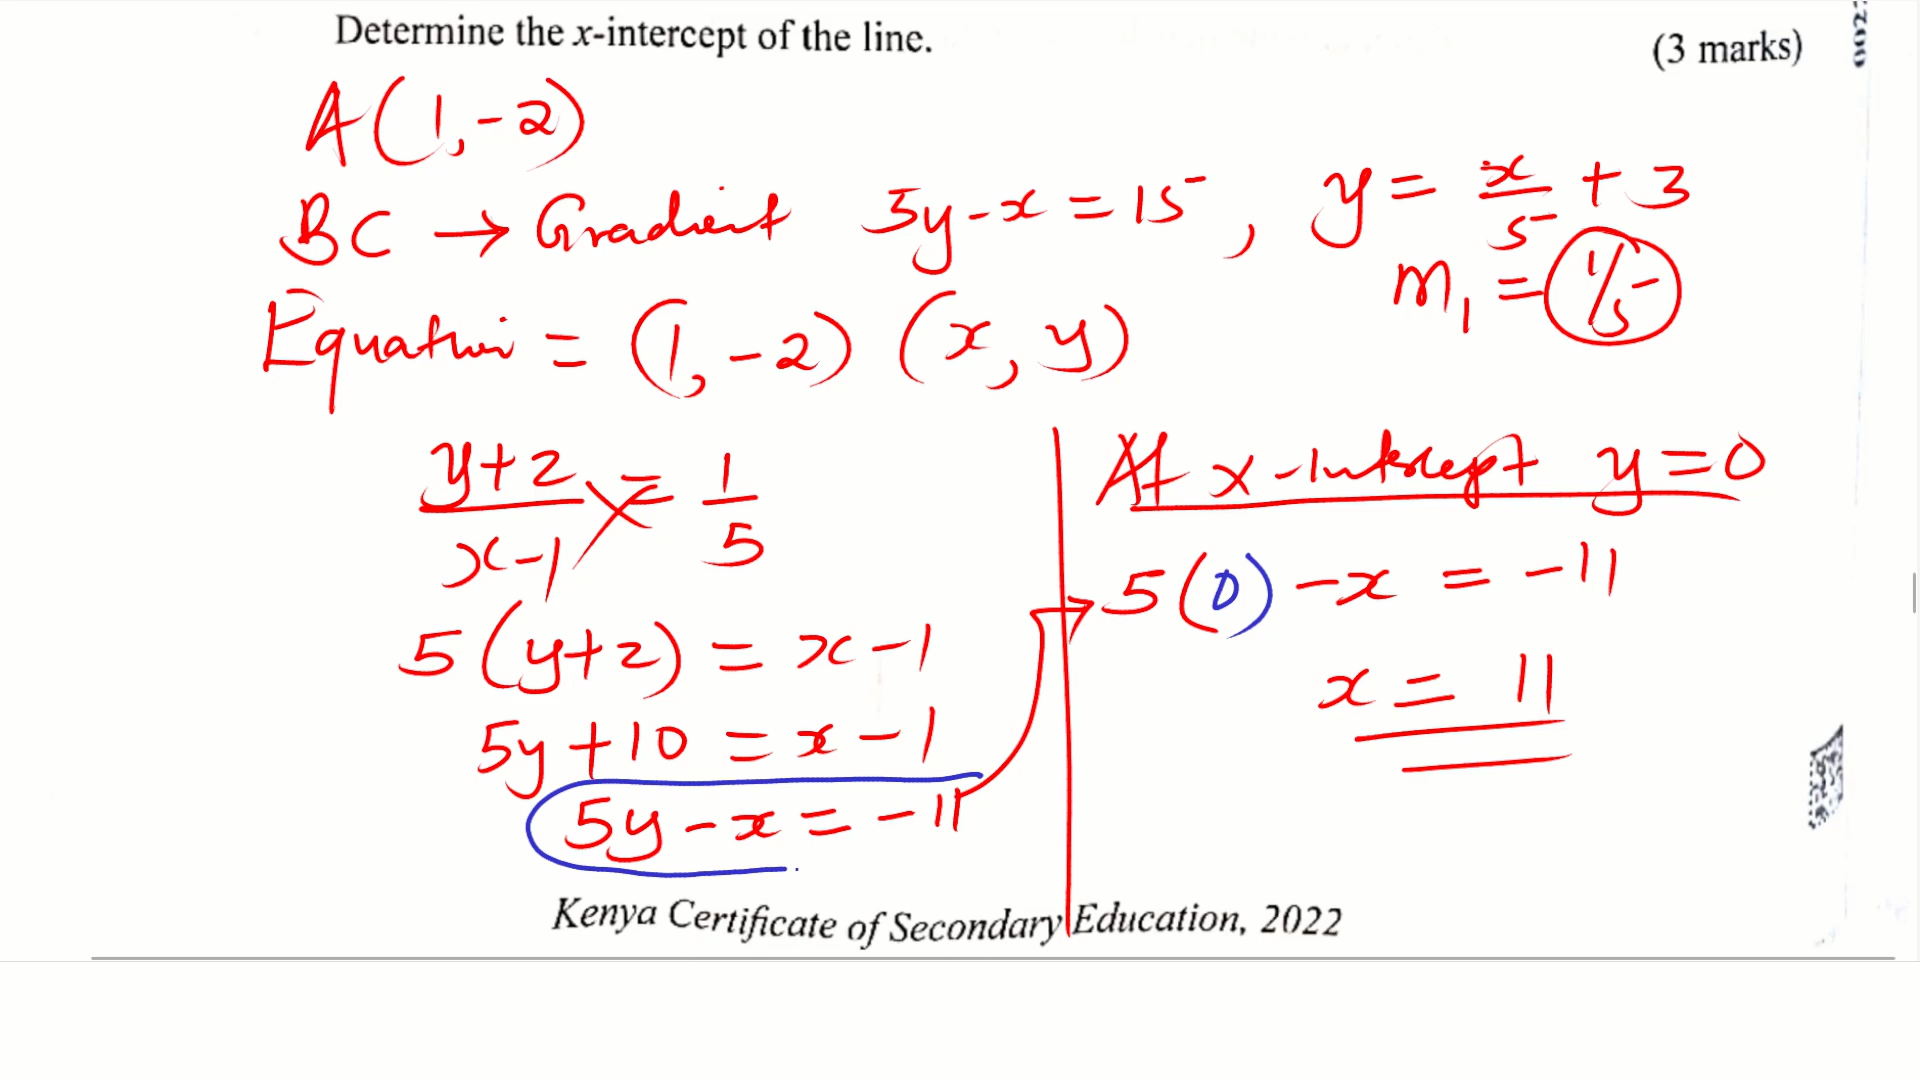 Determine the x-intercept of the line.
(3 marks)
A(1, -2)
BC → Gradient 5y - x = 15, y = x/5 + 3
m₁ = 1/5
Equation = (1, -2) (x, y)
y+2/x-1 = 1/5
5(y+2) = x - 1
5y + 10 = x - 1
5y - x = -11
At x-Intercept y = 0
5(0) - x = -11
x = 11
Kenya Certificate of Secondary Education, 2022